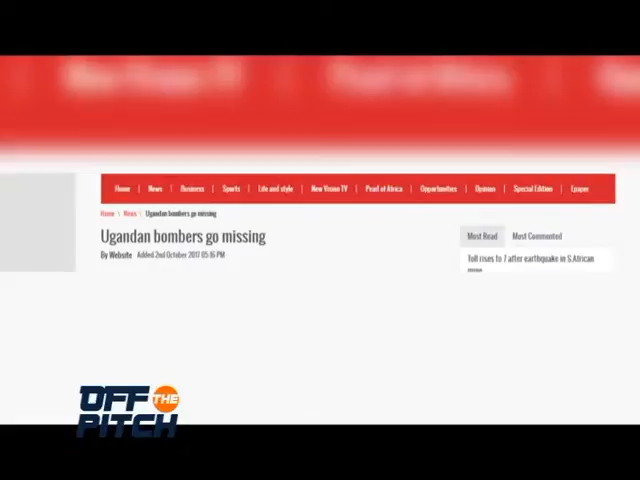 Home | News | Business | Sports | Life and style | New Vision TV | Pearl of Africa | Opportunities | Opinion | Special Edition | Epaper
Home | News | Ugandan bombers go missing
Ugandan bombers go missing
By Website Added 2nd October 2017 05:16 PM
Most Read Most Commented
Toll rises to 7 after earthquake in S.African
OFF THE PITCH